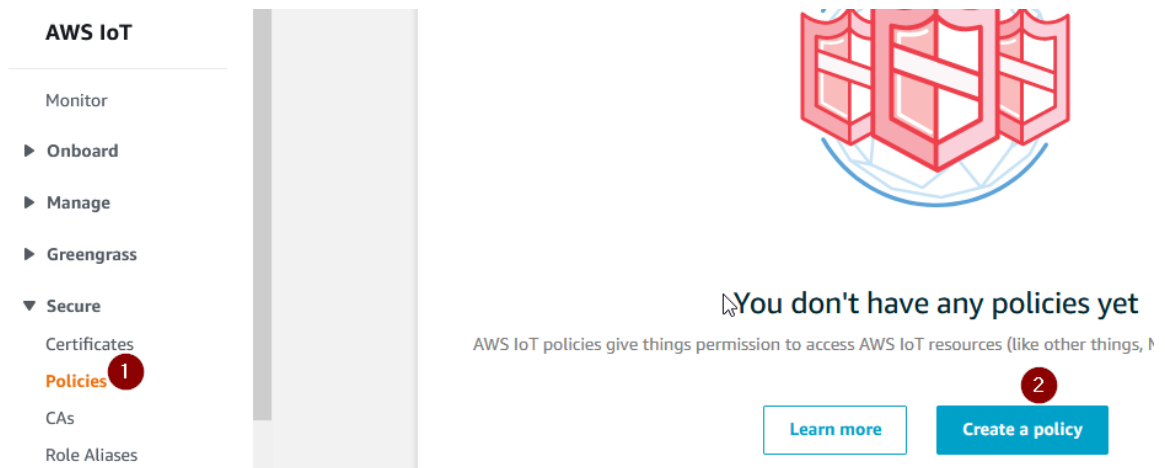 AWS IoT
Monitor
Onboard
Manage
Greengrass
Secure
Certificates
Policies 1
CAs
Role Aliases
You don't have any policies yet
AWS IoT policies give things permission to access AWS IoT resources (like other things,
2
Learn more
Create a policy